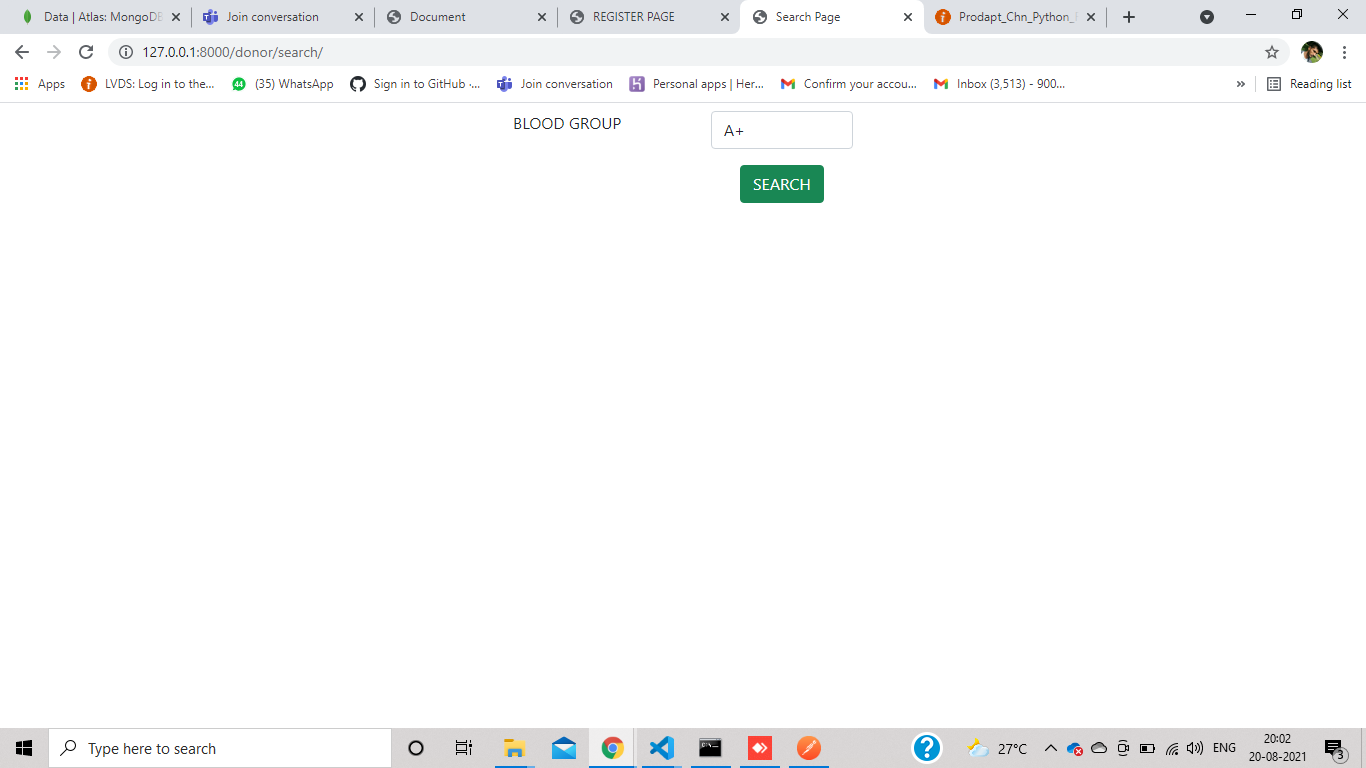 Data | Atlas: MongoDB Join conversation Document REGISTER PAGE Search Page Prodapt_Chn_Python_
127.0.0.1:8000/donor/search/
Apps LVDS: Log in to the... 44 (35) WhatsApp Sign in to GitHub ·... Join conversation Personal apps | Her... Confirm your accou... Inbox (3,513) - 900... » Reading list
BLOOD GROUP A+
SEARCH
Type here to search 27°C ENG 20:02
20-08-2021 3